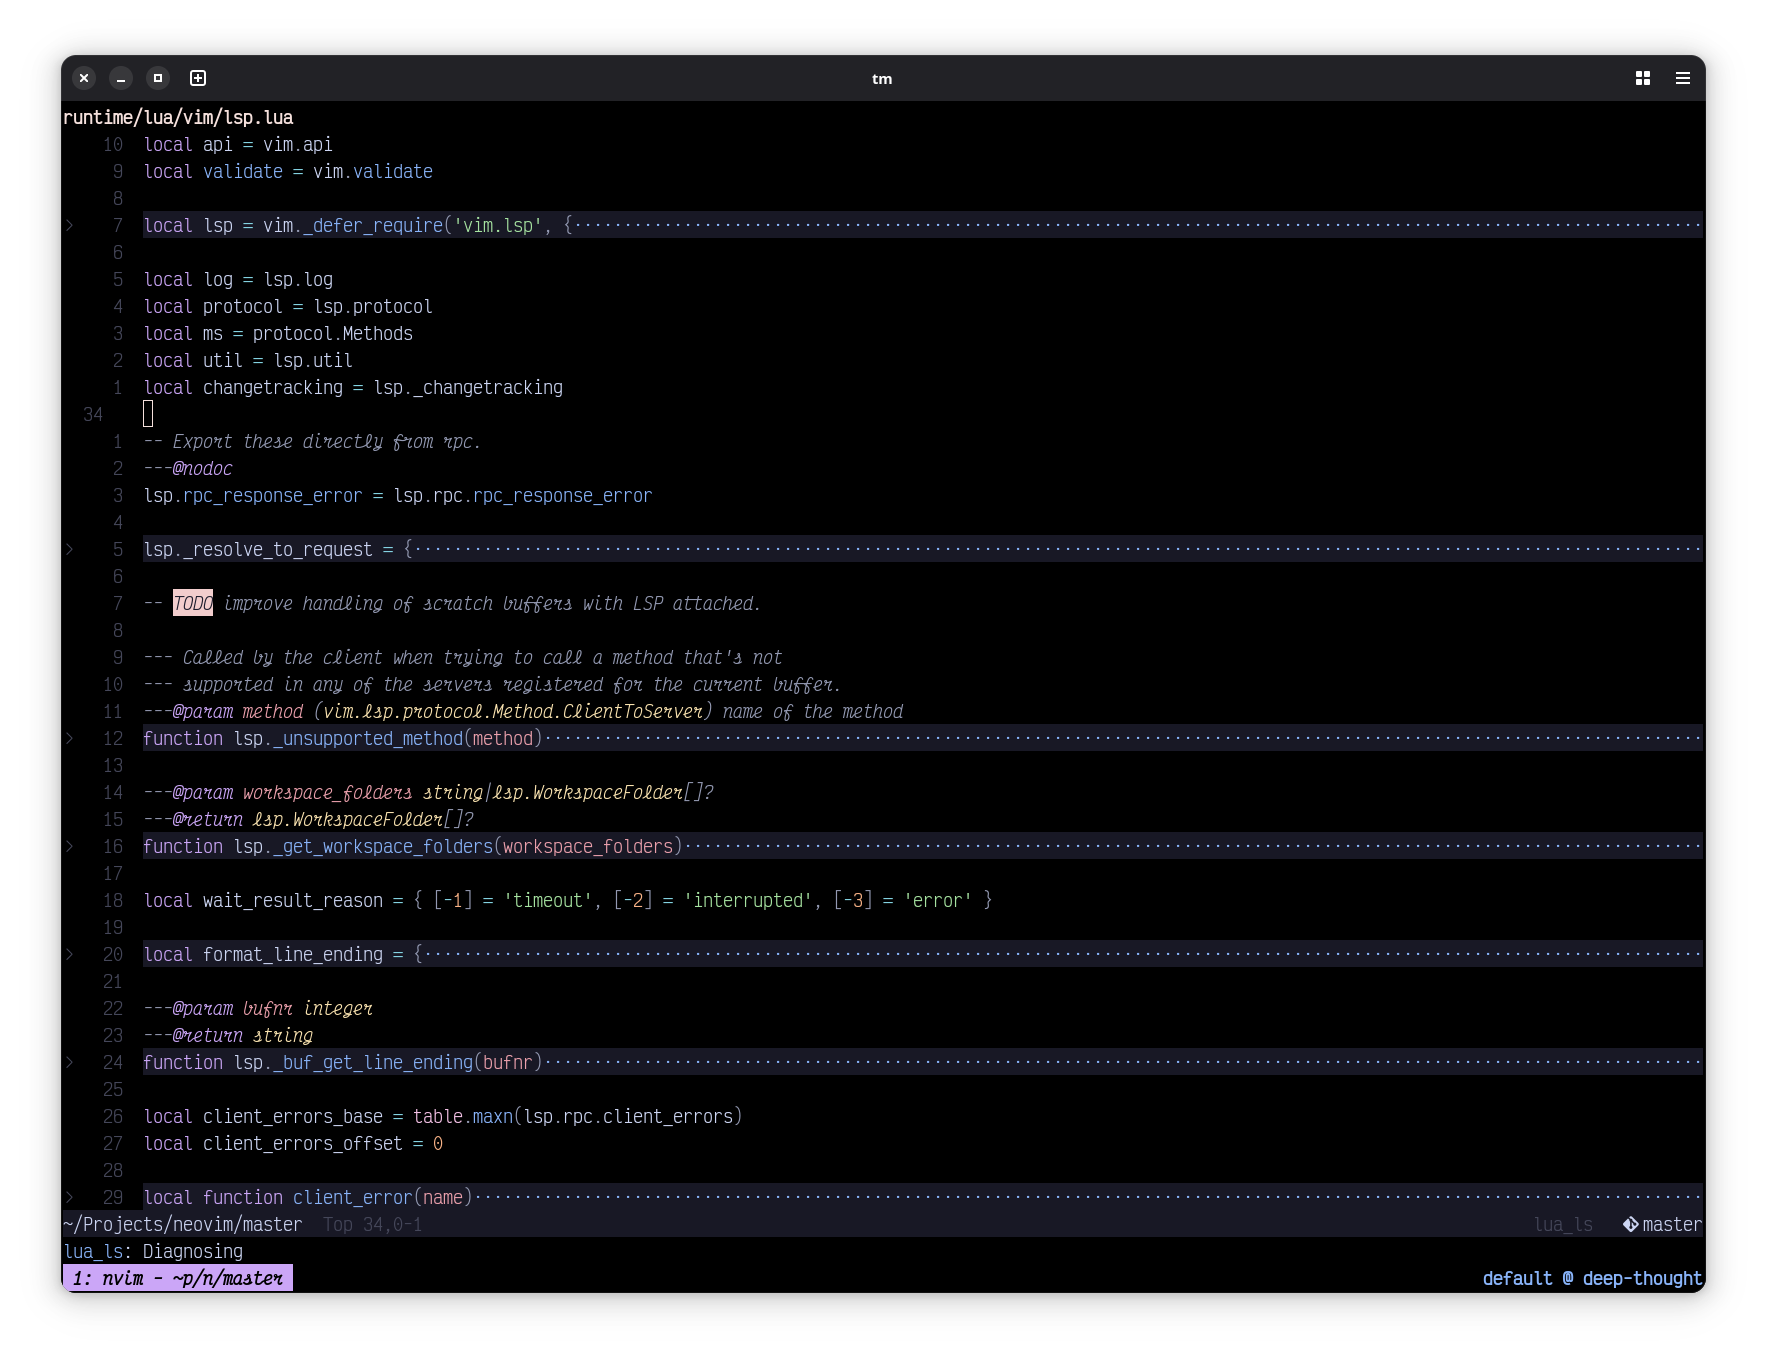 tm
runtime/lua/vim/lsp.lua
10 local api = vim.api
9 local validate = vim.validate
8
> 7 local lsp = vim._defer_require('vim.lsp', {································································································
6
5 local log = lsp.log
4 local protocol = lsp.protocol
3 local ms = protocol.Methods
2 local util = lsp.util
1 local changetracking = lsp._changetracking
34
1 -- Export these directly from rpc.
2 ---@nodoc
3 lsp.rpc_response_error = lsp.rpc.rpc_response_error
4
> 5 lsp._resolve_to_request = {································································································
6
7 -- TODO improve handling of scratch buffers with LSP attached.
8
9 --- Called by the client when trying to call a method that's not
10 --- supported in any of the servers registered for the current buffer.
11 ---@param method (vim.lsp.protocol.Method.ClientToServer) name of the method
> 12 function lsp._unsupported_method(method)································································································
13
14 ---@param workspace_folders string|lsp.WorkspaceFolder[]?
15 ---@return lsp.WorkspaceFolder[]?
> 16 function lsp._get_workspace_folders(workspace_folders)································································································
17
18 local wait_result_reason = { [-1] = 'timeout', [-2] = 'interrupted', [-3] = 'error' }
19
> 20 local format_line_ending = {································································································
21
22 ---@param bufnr integer
23 ---@return string
> 24 function lsp._buf_get_line_ending(bufnr)································································································
25
26 local client_errors_base = table.maxn(lsp.rpc.client_errors)
27 local client_errors_offset = 0
28
> 29 local function client_error(name)································································································
~/Projects/neovim/master Top 34,0-1 lua_ls master
lua_ls: Diagnosing
1: nvim - ~p/n/master default @ deep-thought